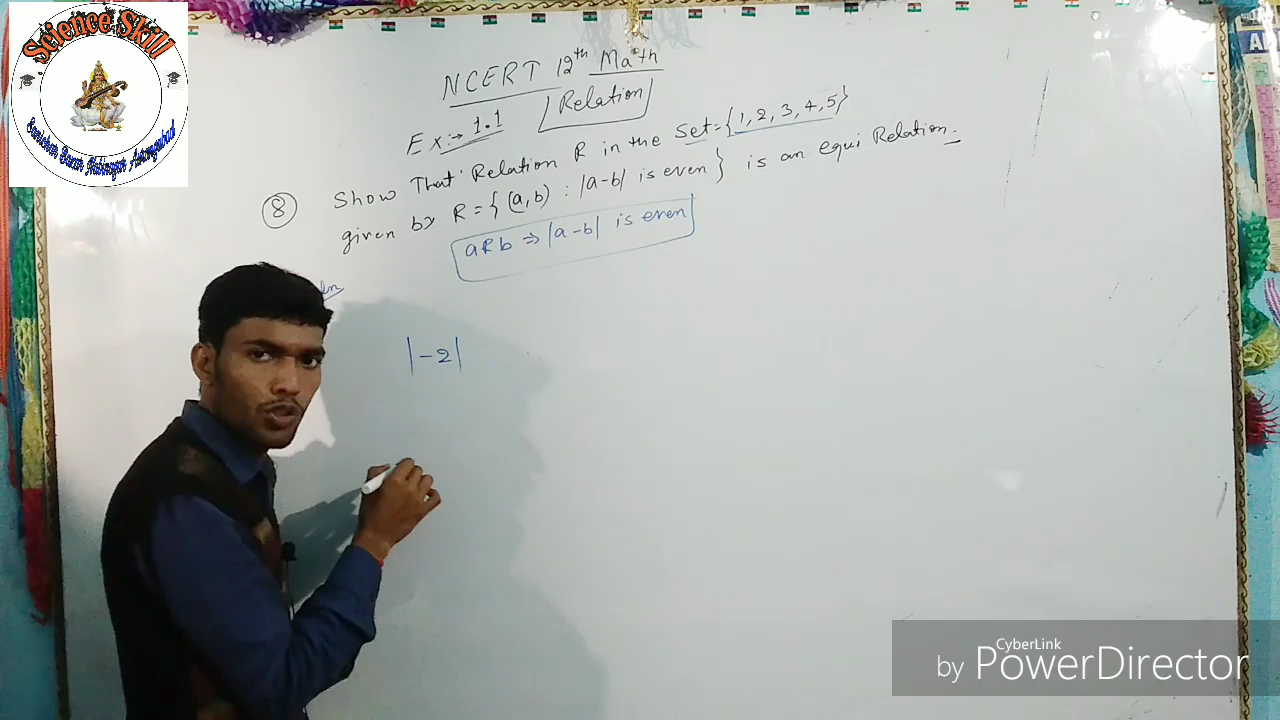 Science Skill
NCERT 12th Math
Ex:→ 1.1
Relation
⑧ Show That Relation R in the Set = {1, 2, 3, 4, 5}
given by R = { (a, b) : |a-b| is even } is an equi Relation.
aRb ⇒ |a-b| is even
|-2|
CyberLink
by PowerDirector